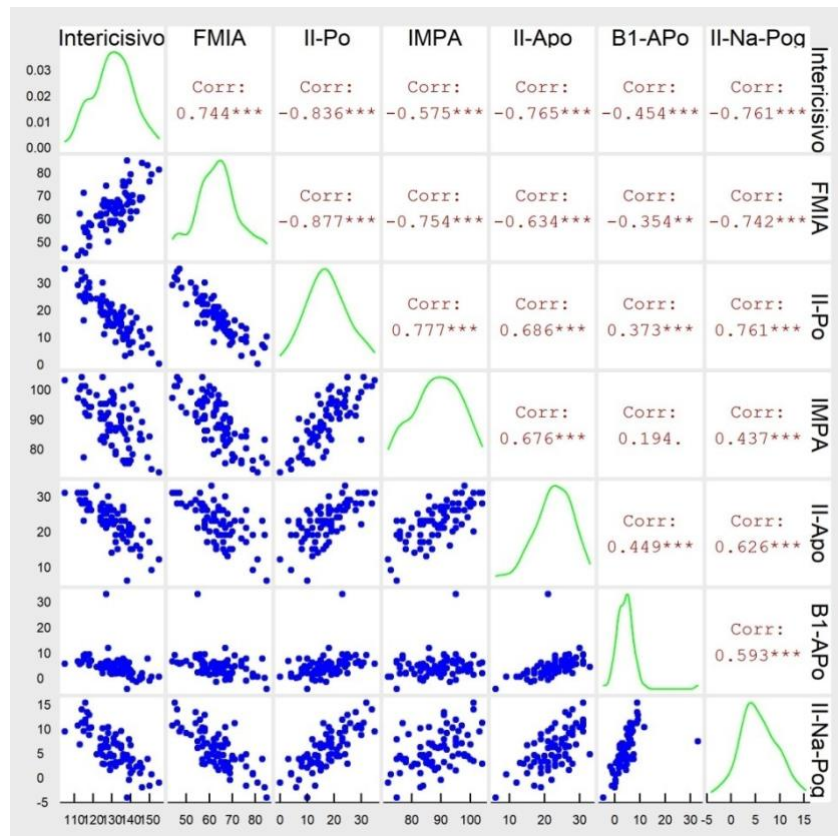 Intericisivo FMIA II-Po IMPA II-Apo B1-APo II-Na-Pog
0.03
0.02
0.01
0.00
Corr: Corr: Corr: Corr: Corr: Corr:
0.744*** -0.836*** -0.575*** -0.765*** -0.454*** -0.761***
Intericisivo
80
70
60
50
Corr: Corr: Corr: Corr: Corr:
-0.877*** -0.754*** -0.634*** -0.354** -0.742***
FMIA
30
20
10
0
Corr: Corr: Corr: Corr:
0.777*** 0.686*** 0.373*** 0.761***
II-Po
100
90
80
Corr: Corr: Corr:
0.676*** 0.194. 0.437***
IMPA
30
20
10
Corr: Corr:
0.449*** 0.626***
II-Apo
30
20
10
0
Corr:
0.593***
B1-APo
15
10
5
0
-5
II-Na-Pog
110120130140150 50 60 70 80 0 10 20 30 80 90 100 10 20 30 0 10 20 30 -5 0 5 10 15